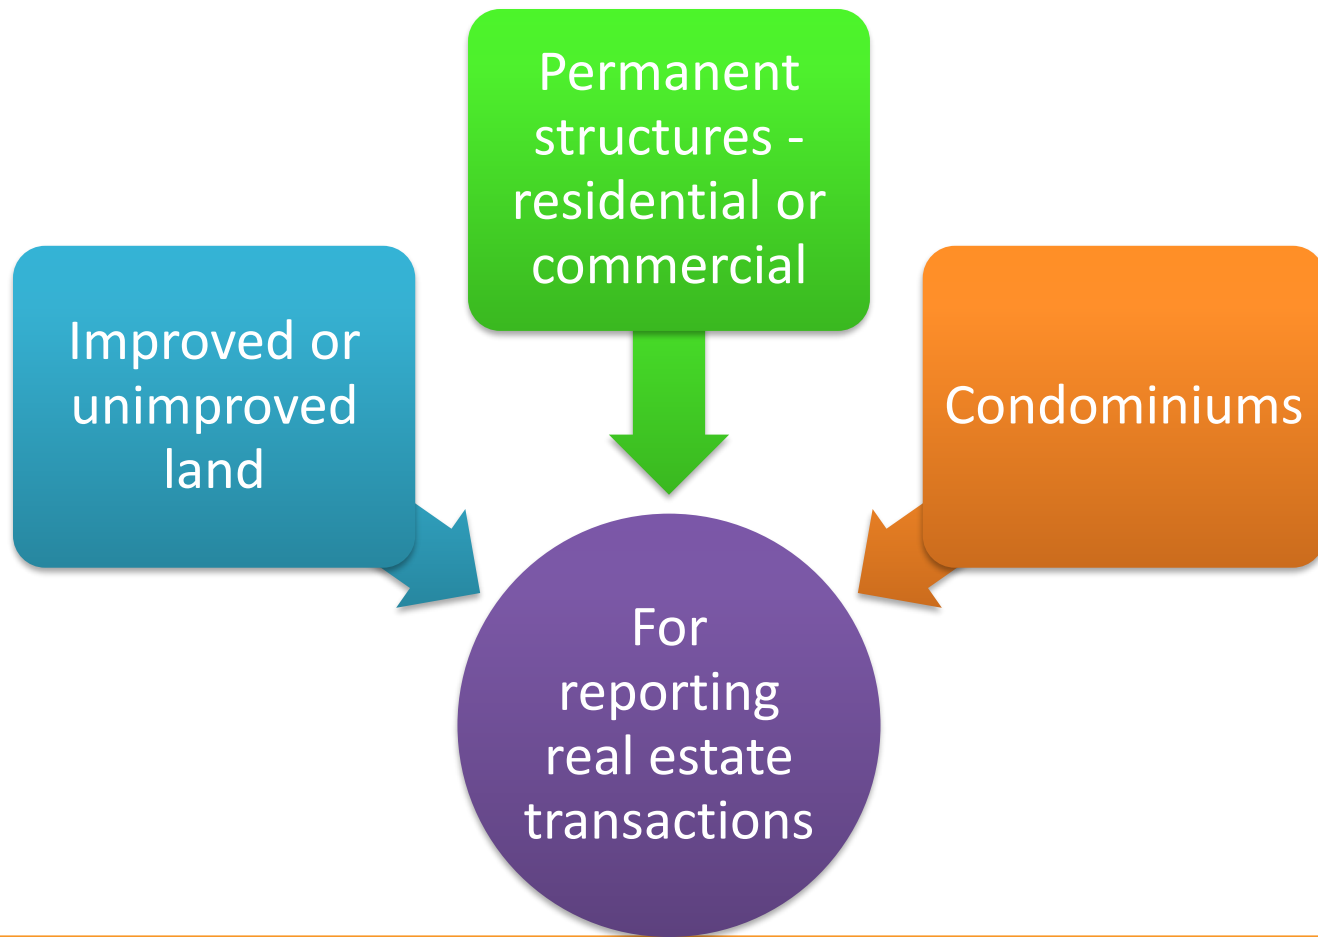 Permanent
structures -
residential or
commercial
Improved or
unimproved
land
Condominiums
For
reporting
real estate
transactions